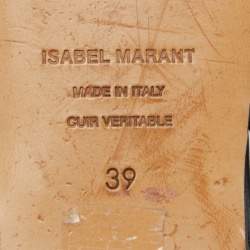 ISABEL MARANT
MADE IN ITALY
CUIR VERITABLE
39